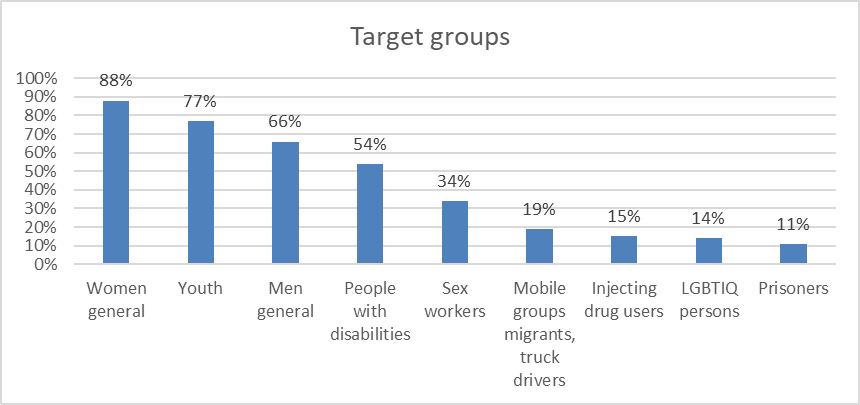 Target groups
100%
90%
80%
70%
60%
50%
40%
30%
20%
10%
0%
88%
77%
66%
54%
34%
19%
15%
14%
11%
Women
general
Youth
Men
general
People
with
disabilities
Sex
workers
Mobile
groups
migrants,
truck
drivers
Injecting
drug users
LGBTIQ
persons
Prisoners